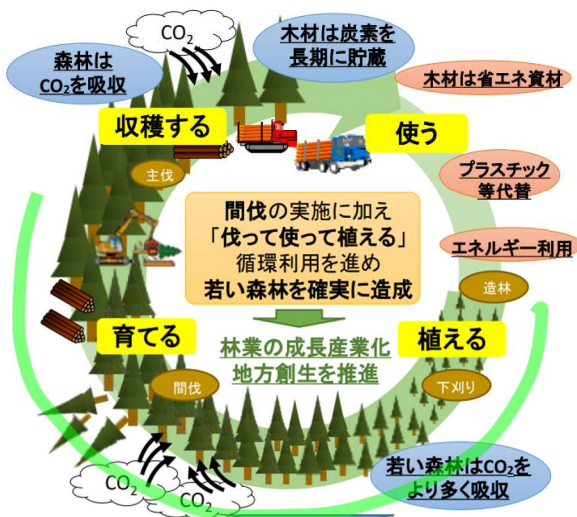 CO₂
森林は
CO₂を吸収
木材は炭素を
長期に貯蔵
木材は省エネ資材
収穫する
使う
主伐
プラスチック
等代替
間伐の実施に加え
「伐って使って植える」
循環利用を進め
若い森林を確実に造成
エネルギー利用
造林
育てる
林業の成長産業化
地方創生を推進
植える
間伐
下刈り
CO₂
CO₂
若い森林はCO₂を
より多く吸収